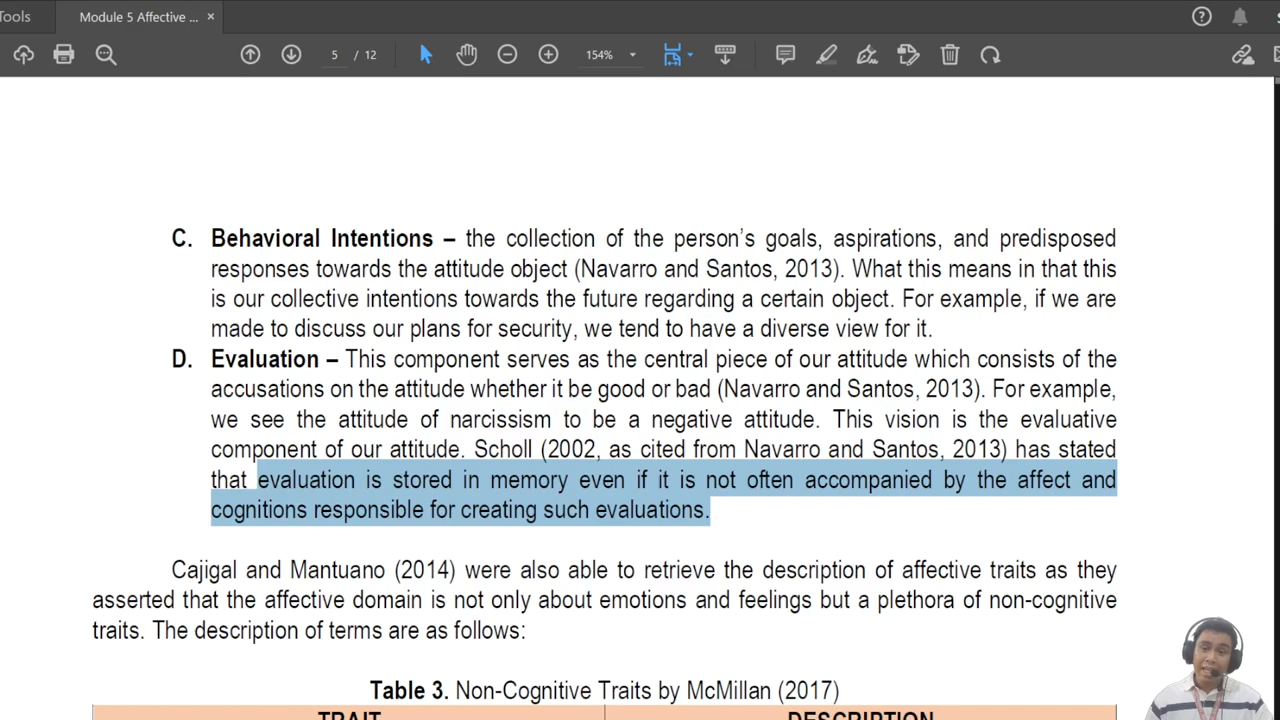 Tools
Module 5 Affective ... ×
5 / 12
154%
C. Behavioral Intentions – the collection of the person's goals, aspirations, and predisposed
responses towards the attitude object (Navarro and Santos, 2013). What this means in that this
is our collective intentions towards the future regarding a certain object. For example, if we are
made to discuss our plans for security, we tend to have a diverse view for it.
D. Evaluation – This component serves as the central piece of our attitude which consists of the
accusations on the attitude whether it be good or bad (Navarro and Santos, 2013). For example,
we see the attitude of narcissism to be a negative attitude. This vision is the evaluative
component of our attitude. Scholl (2002, as cited from Navarro and Santos, 2013) has stated
that evaluation is stored in memory even if it is not often accompanied by the affect and
cognitions responsible for creating such evaluations.
Cajigal and Mantuano (2014) were also able to retrieve the description of affective traits as they
asserted that the affective domain is not only about emotions and feelings but a plethora of non-cognitive
traits. The description of terms are as follows:
Table 3. Non-Cognitive Traits by McMillan (2017)
TRAIT DESCRIPTION